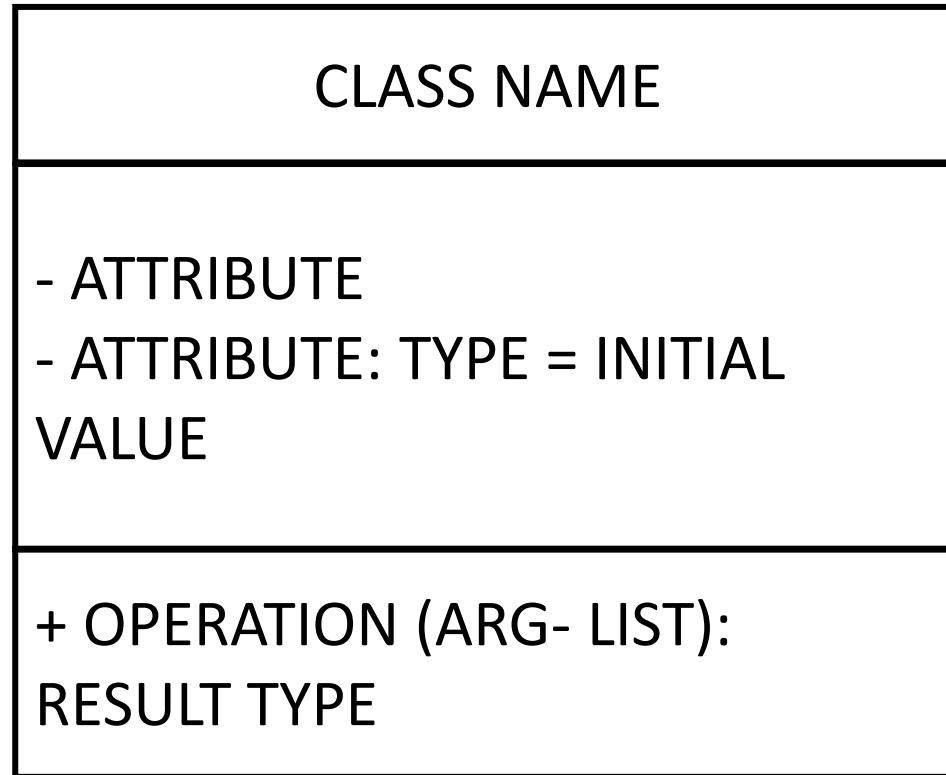 CLASS NAME
- ATTRIBUTE
- ATTRIBUTE: TYPE = INITIAL
VALUE
+ OPERATION (ARG- LIST):
RESULT TYPE